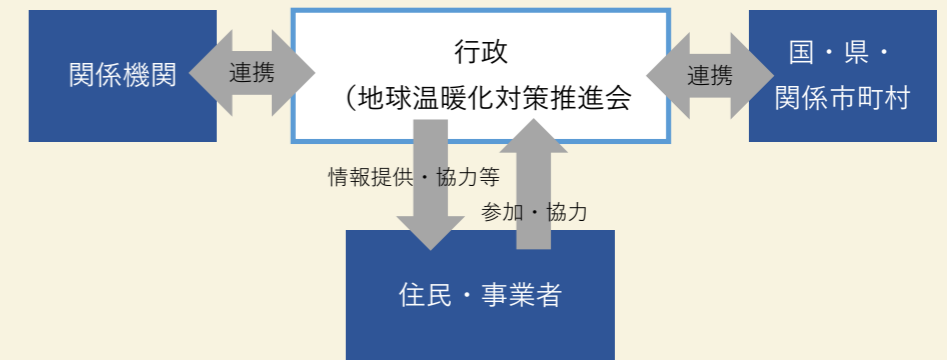 関係機関
連携
行政
（地球温暖化対策推進会
連携
国・県・
関係市町村
情報提供・協力等
参加・協力
住民・事業者